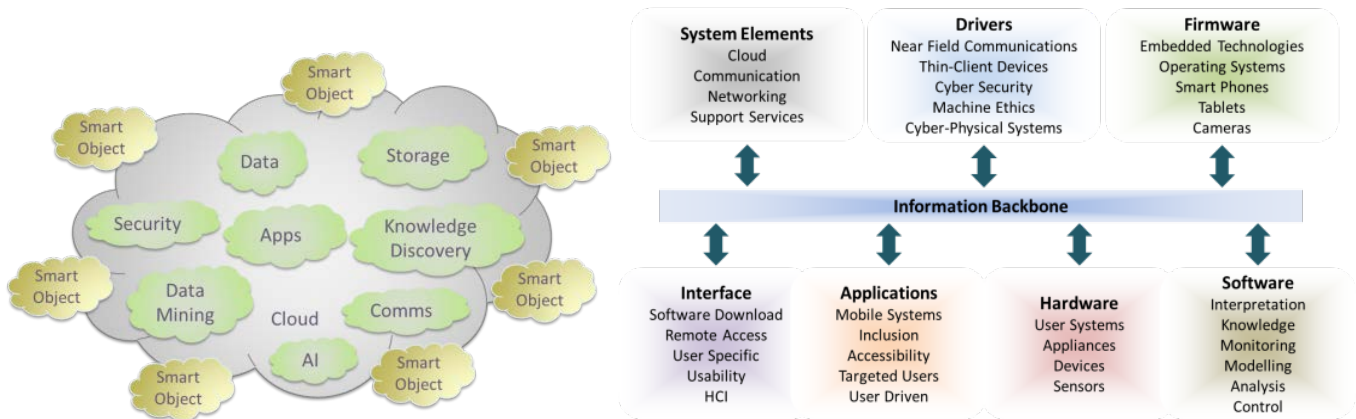 Smart
Object
Smart
Object
Smart
Object
Data
Storage
Security
Apps
Knowledge
Discovery
Smart
Object
Smart
Object
Data
Mining
Cloud
Comms
AI
Smart
Object
Smart
Object
System Elements
Cloud
Communication
Networking
Support Services
Drivers
Near Field Communications
Thin-Client Devices
Cyber Security
Machine Ethics
Cyber-Physical Systems
Firmware
Embedded Technologies
Operating Systems
Smart Phones
Tablets
Cameras
Information Backbone
Interface
Software Download
Remote Access
User Specific
Usability
HCI
Applications
Mobile Systems
Inclusion
Accessibility
Targeted Users
User Driven
Hardware
User Systems
Appliances
Devices
Sensors
Software
Interpretation
Knowledge
Monitoring
Modelling
Analysis
Control